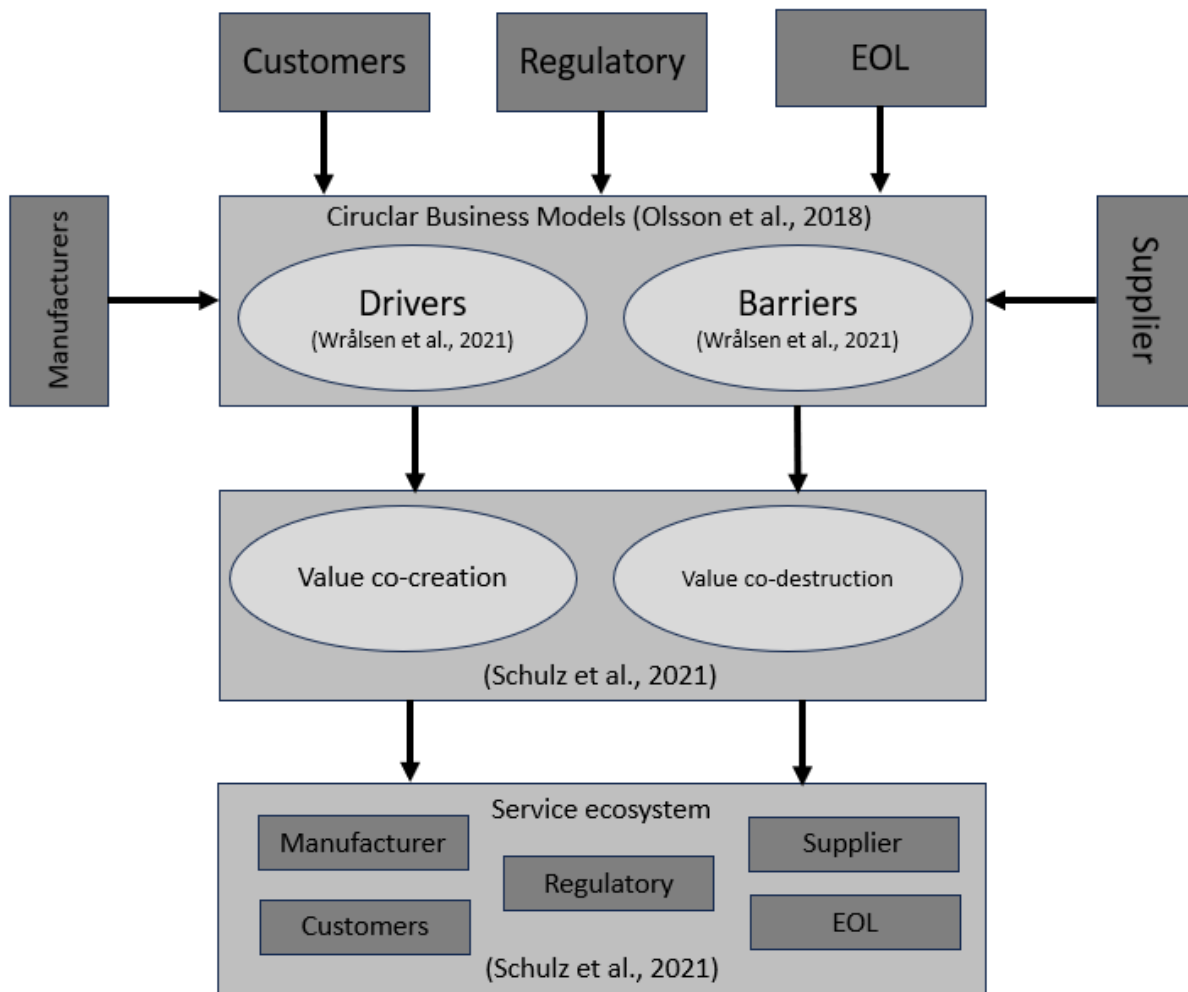 Customers
Regulatory
EOL
Manufacturers
Ciruclar Business Models (Olsson et al., 2018)
Supplier
Drivers
(Wrålsen et al., 2021)
Barriers
(Wrålsen et al., 2021)
Value co-creation
Value co-destruction
(Schulz et al., 2021)
Service ecosystem
Manufacturer
Supplier
Regulatory
Customers
EOL
(Schulz et al., 2021)